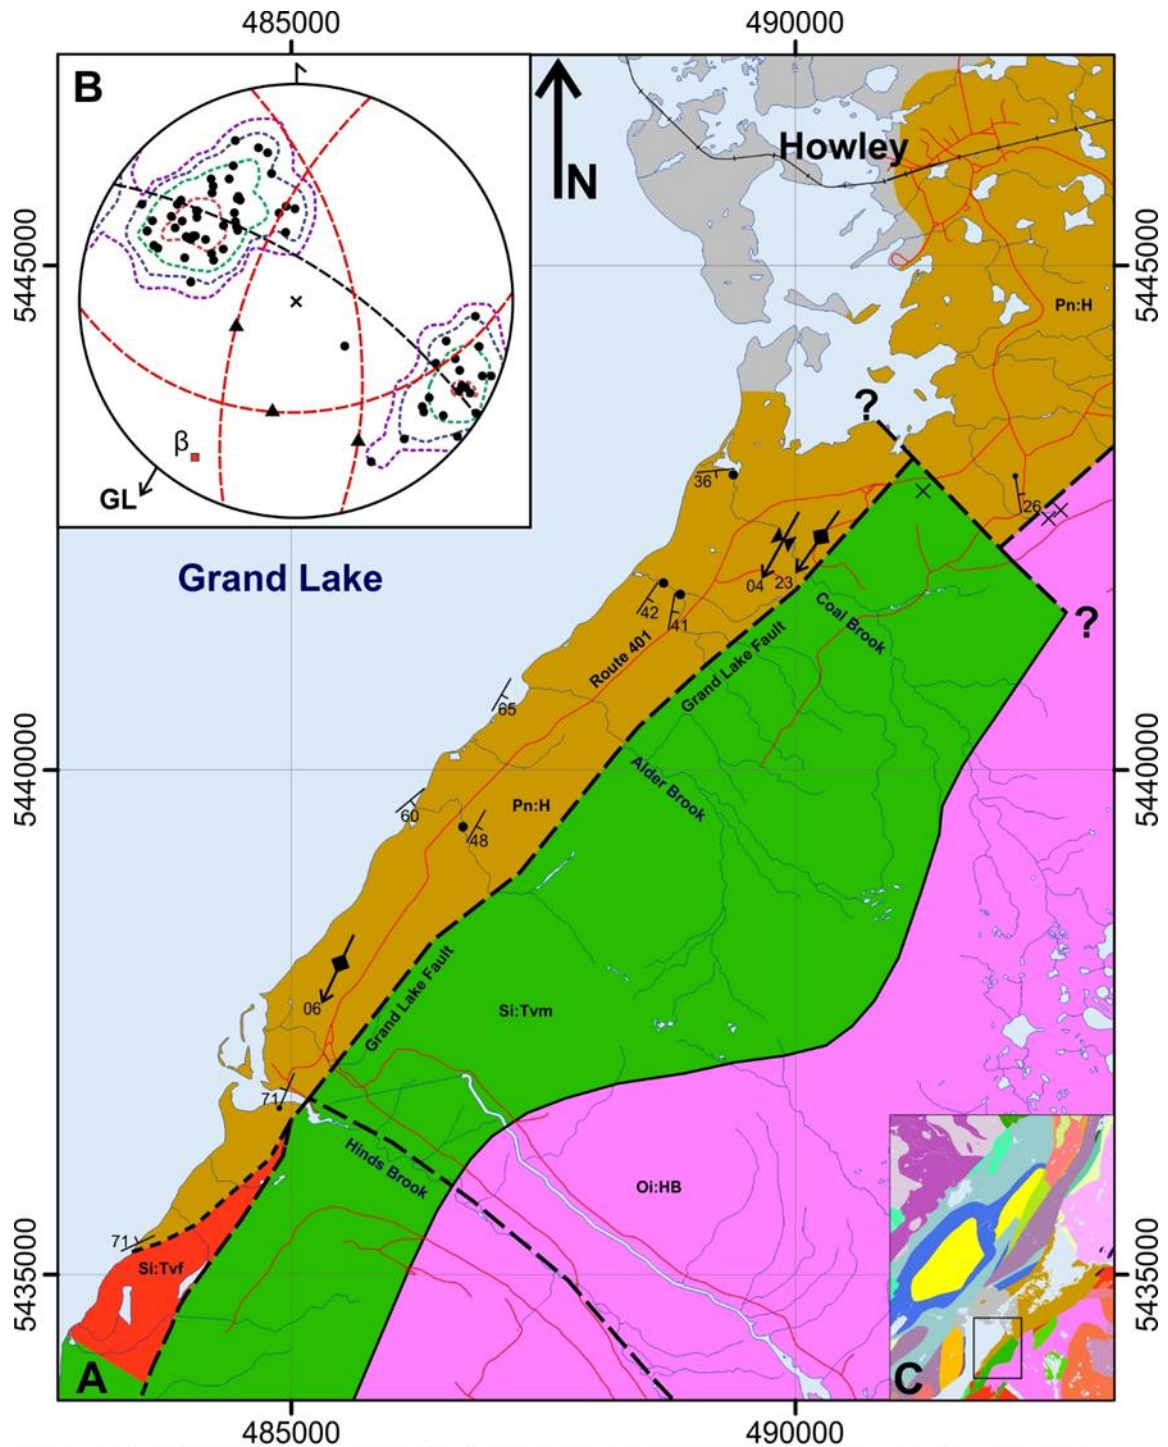 485000
490000
B
N
Howley
5445000
5445000
Pn:H
β
GL
?
36
26
Grand Lake
04
23
42
41
Coal Brook
?
Route 401
Grand Lake Fault
65
5440000
5440000
Alder Brook
Pn:H
60
48
Grand Lake Fault
06
Si:Tvm
71
Hinds Brook
Oi:HB
71
Si:Tvf
5435000
5435000
A
C
485000
490000